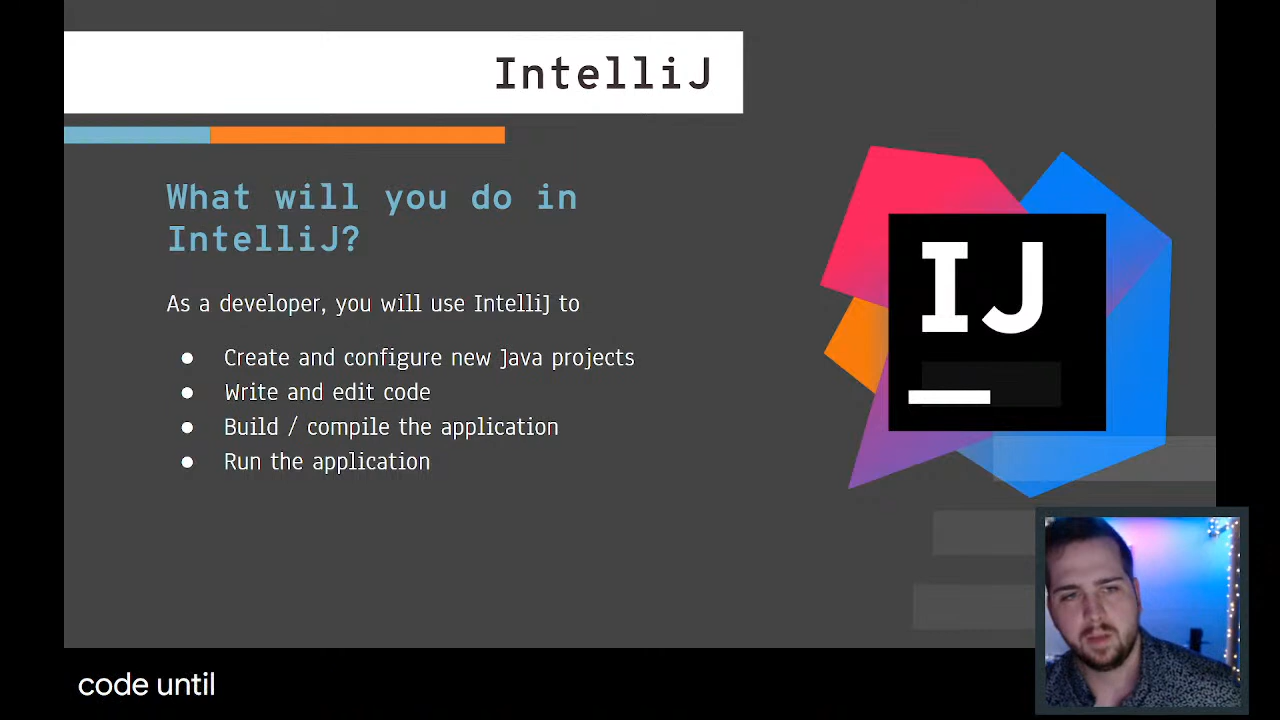 IntelliJ
What will you do in
IntelliJ?
As a developer, you will use IntelliJ to
● Create and configure new Java projects
● Write and edit code
● Build / compile the application
● Run the application
IJ
code until